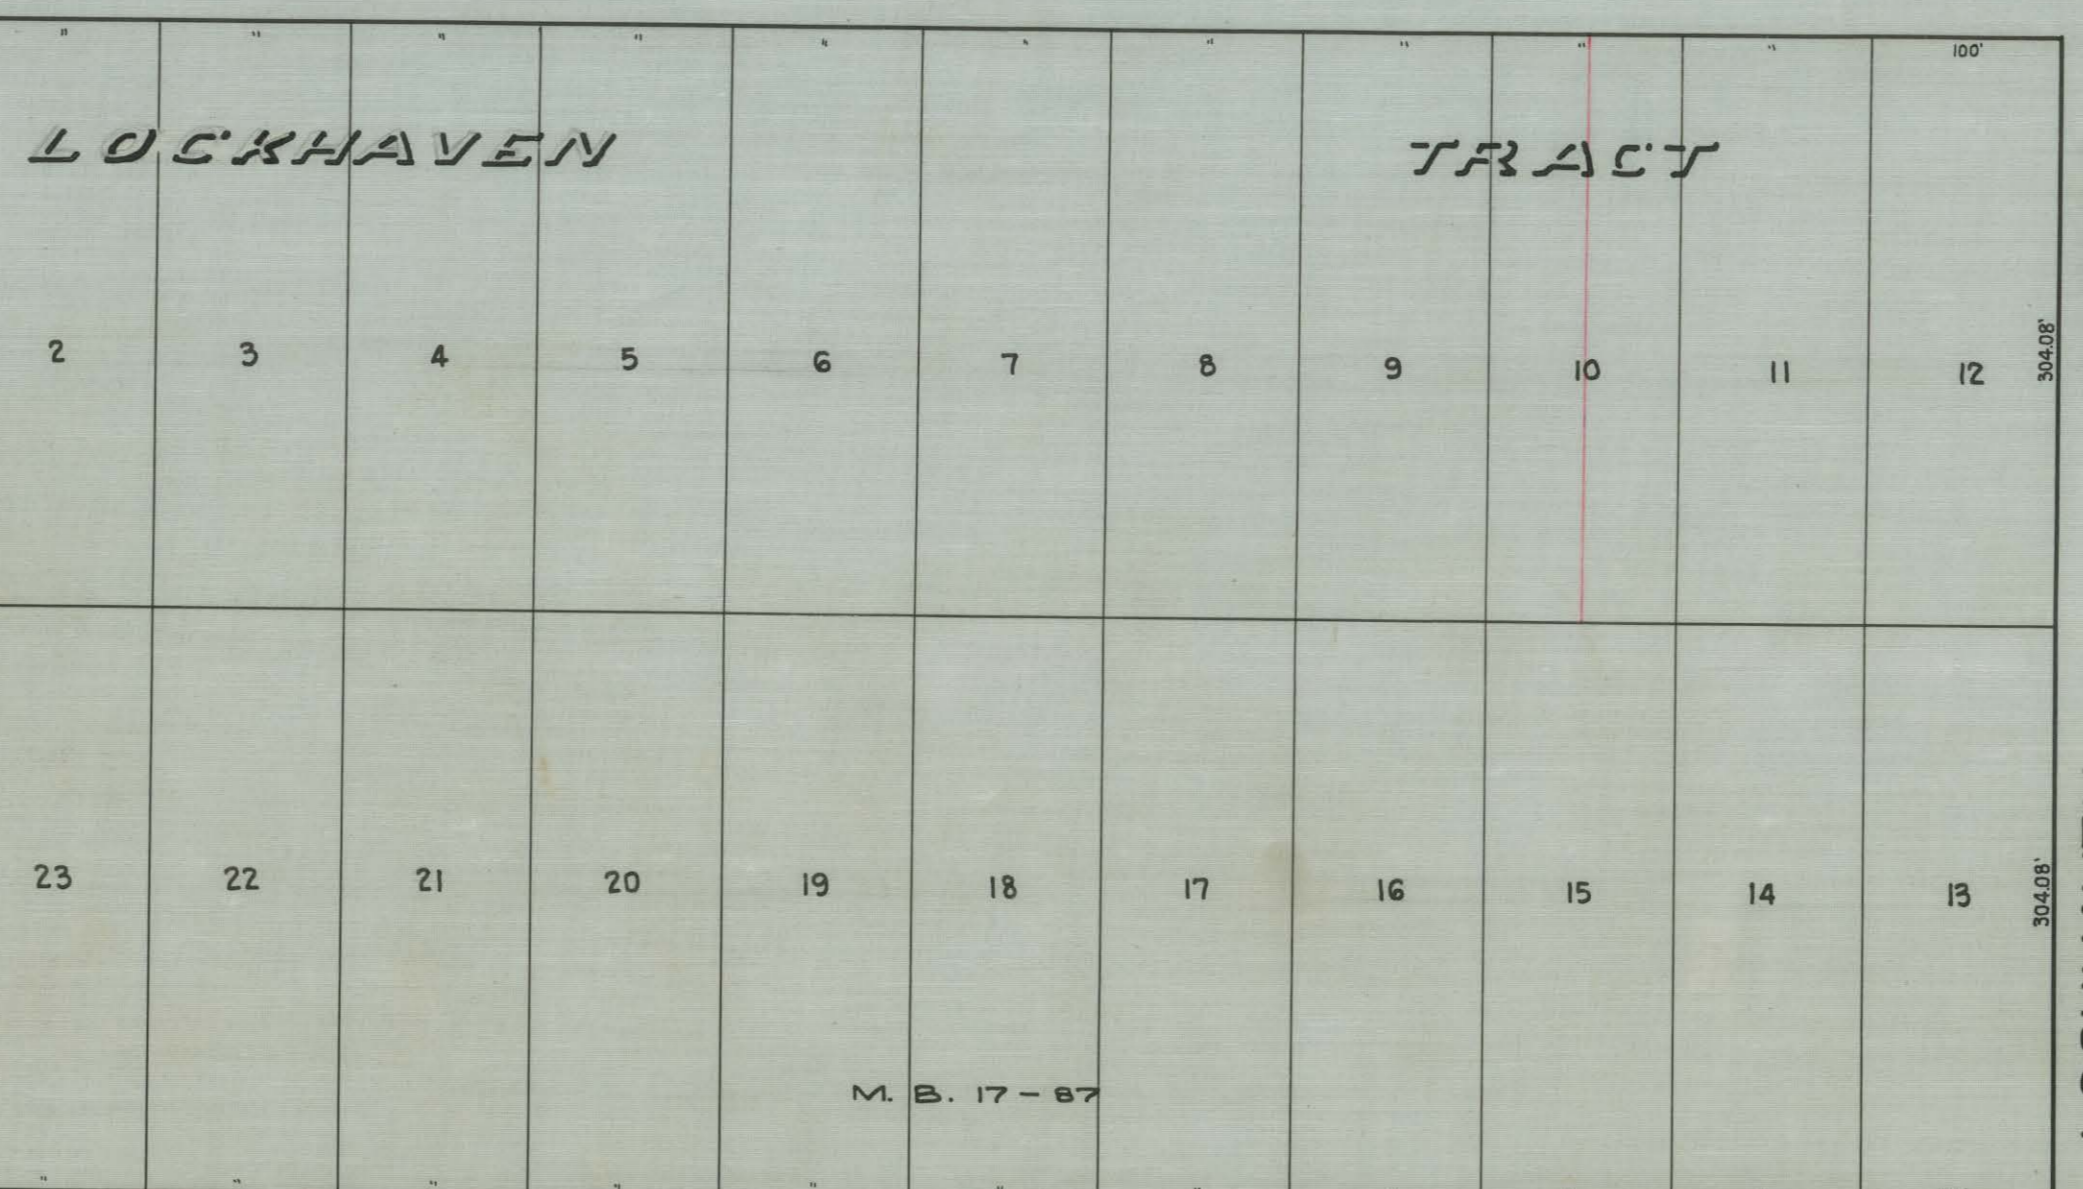 " " " " " " " " " " 100'
LOCKHAVEN TRACT
2 3 4 5 6 7 8 9 10 11 12
304.08'
23 22 21 20 19 18 17 16 15 14 13
304.08'
M. B. 17 - 87
" " " " " " "